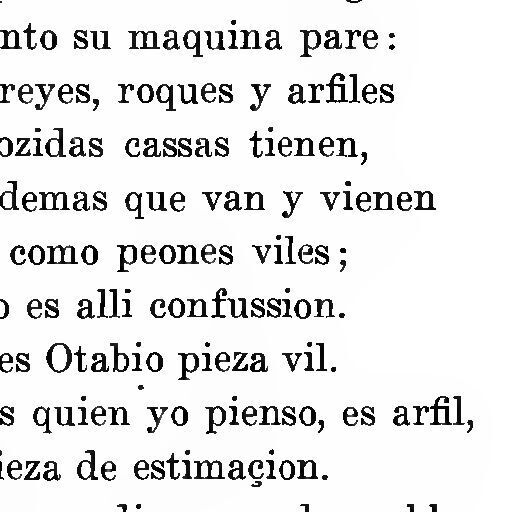 nto su maquina pare:
reyes, roques y arfiles
ozidas cassas tienen,
demas que van y vienen
como peones viles;
o es alli confussion.
es Otabio pieza vil.
s quien yo pienso, es arfil,
ieza de estimaçion.